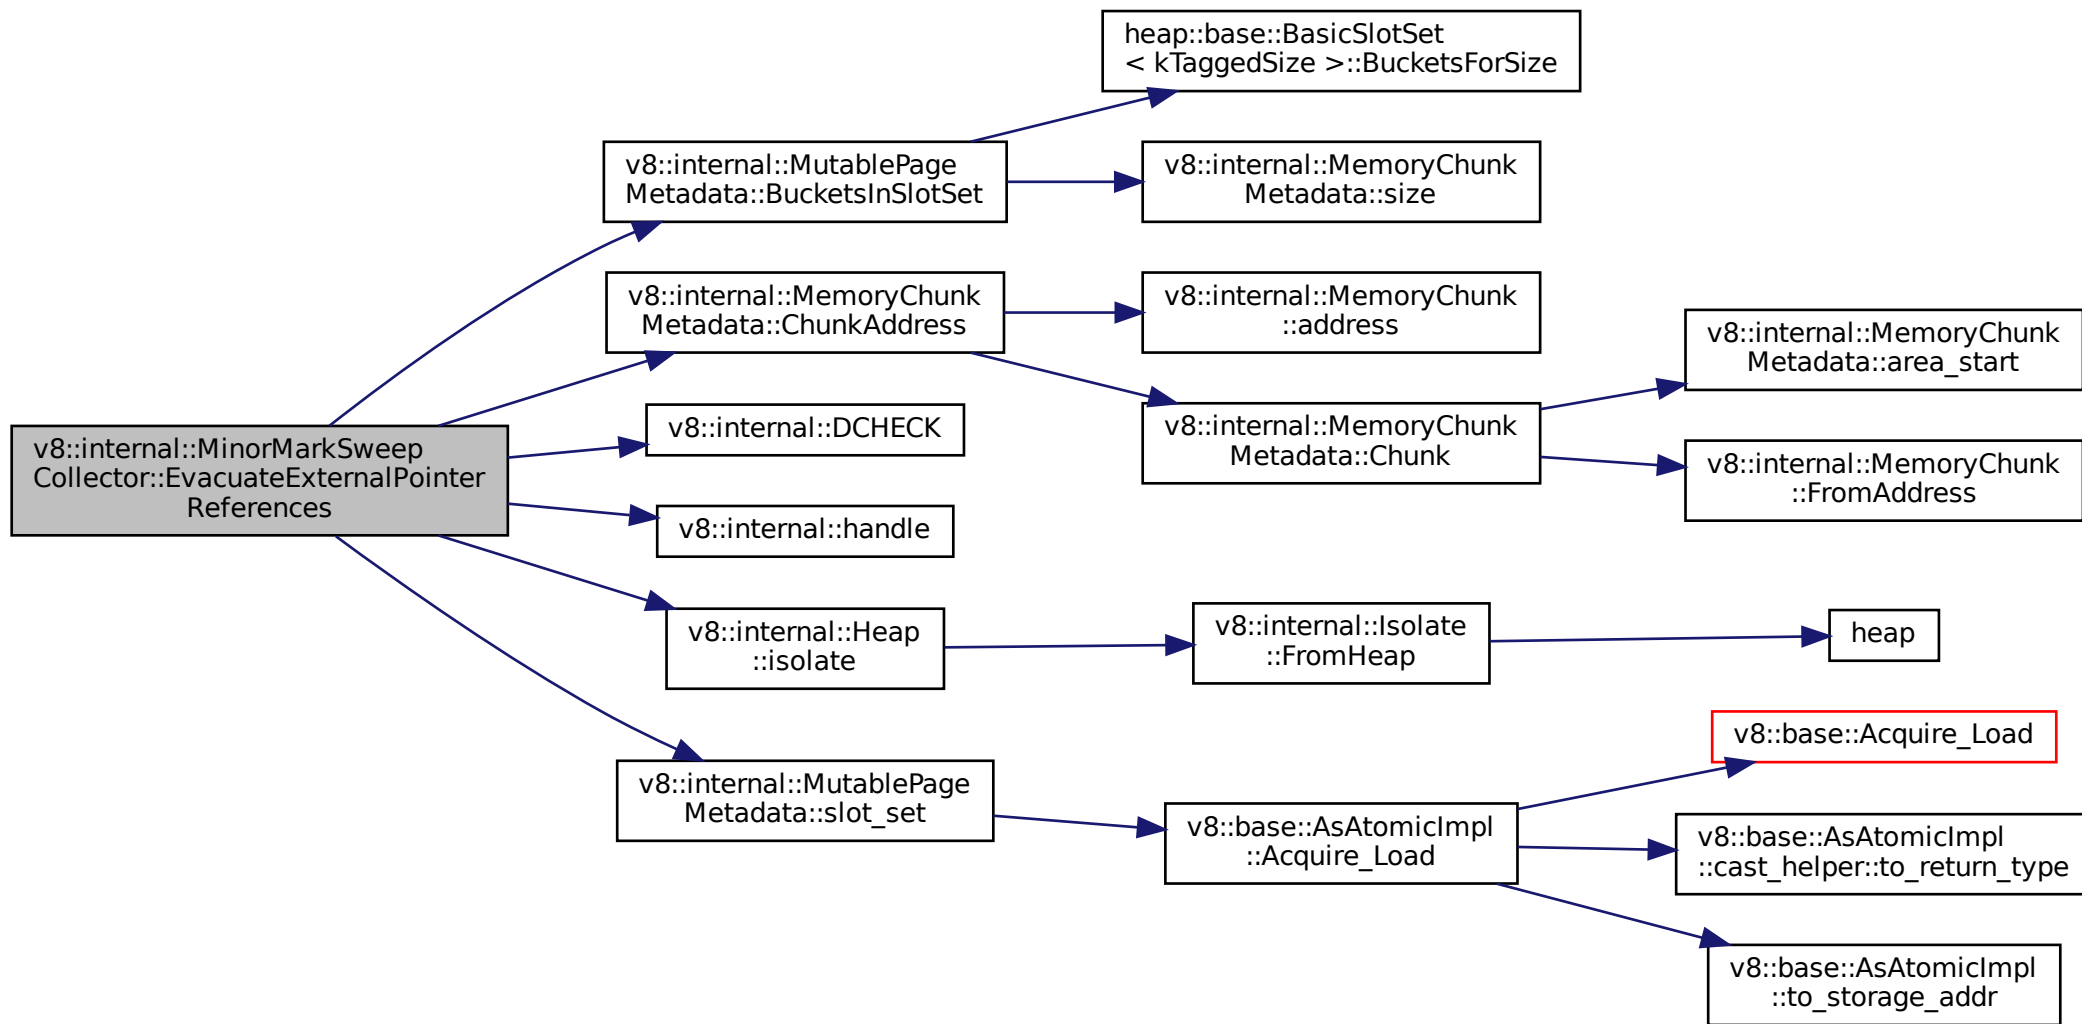 v8::internal::MinorMarkSweep
Collector::EvacuateExternalPointer
References
v8::internal::MutablePage
Metadata::BucketsInSlotSet
heap::base::BasicSlotSet
< kTaggedSize >::BucketsForSize
v8::internal::MemoryChunk
Metadata::size
v8::internal::MemoryChunk
Metadata::ChunkAddress
v8::internal::MemoryChunk
::address
v8::internal::MemoryChunk
Metadata::Chunk
v8::internal::MemoryChunk
Metadata::area_start
v8::internal::MemoryChunk
::FromAddress
v8::internal::DCHECK
v8::internal::handle
v8::internal::Heap
::isolate
v8::internal::Isolate
::FromHeap
heap
v8::internal::MutablePage
Metadata::slot_set
v8::base::AsAtomicImpl
::Acquire_Load
v8::base::Acquire_Load
v8::base::AsAtomicImpl
::cast_helper::to_return_type
v8::base::AsAtomicImpl
::to_storage_addr